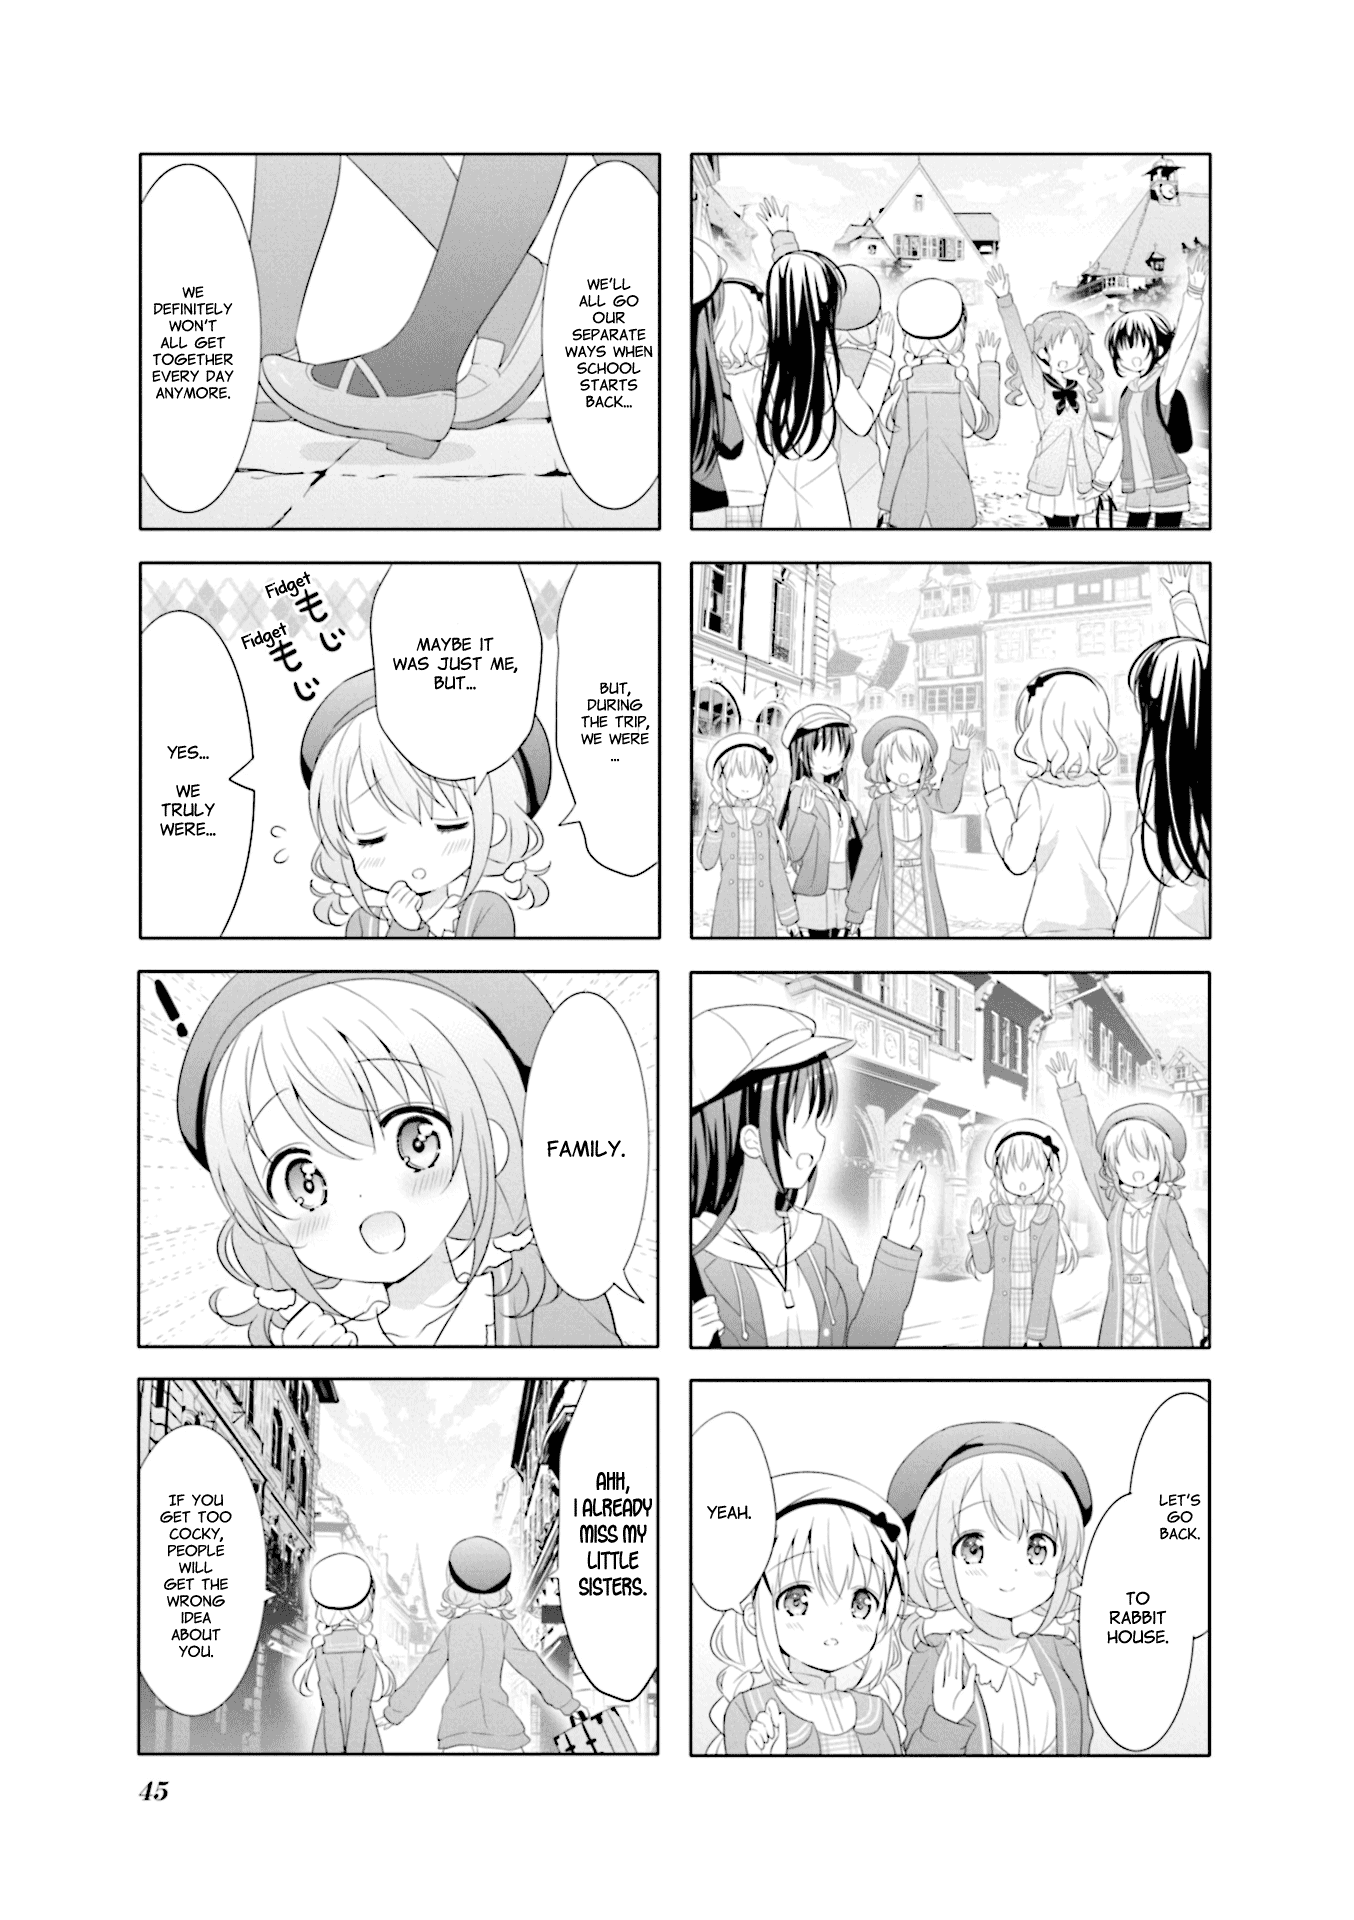 LET'S
GO
BACK.
TO
RABBIT
HOUSE.
YEAH.
WE'LL
ALL GO
OUR
SEPARATE
WAYS WHEN
SCHOOL
STARTS
BACK...
WE
DEFINITELY
WON'T
ALL GET
TOGETHER
EVERY DAY
ANYMORE.
BUT,
DURING
THE TRIP,
WE WERE
...
MAYBE IT
WAS JUST ME,
BUT...
Fidget
もじ
Fidget
もじ
YES...
WE
TRULY
WERE...
FAMILY.
!
AHH,
I ALREADY
MISS MY
LITTLE
SISTERS.
IF YOU
GET TOO
COCKY,
PEOPLE
WILL
GET THE
WRONG
IDEA
ABOUT
YOU.
45